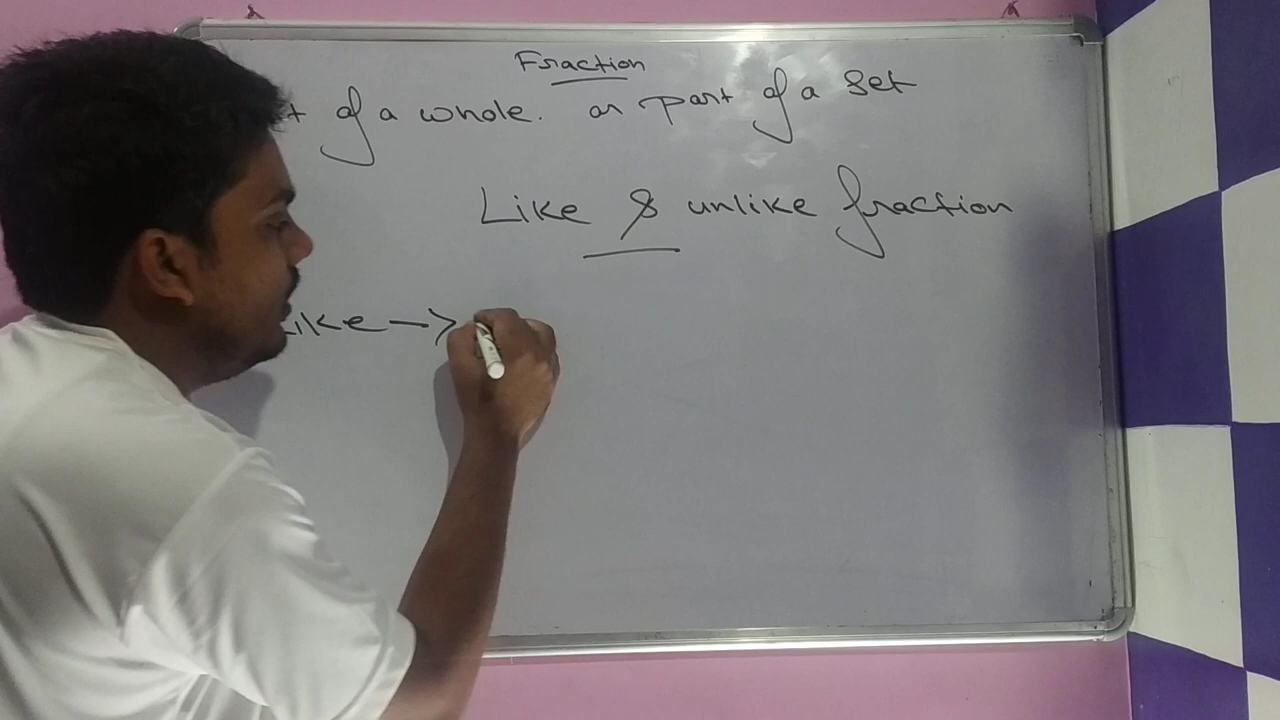 Fraction
of a whole. or part of a set
Like & unlike fraction
Like →